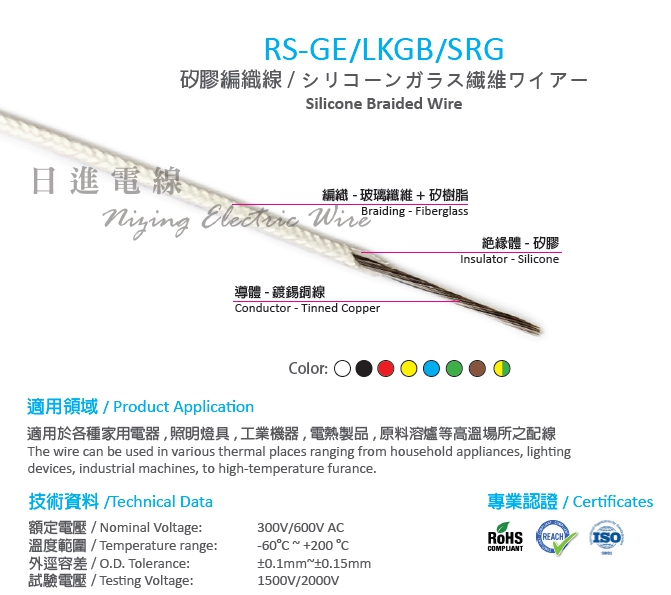 RS-GE/LKGB/SRG
矽膠編織線 / シリコーンガラス繊維ワイアー
Silicone Braided Wire
日進電線
Nizing Electric Wire
編織 - 玻璃纖維 + 矽樹脂
Braiding - Fiberglass
絕緣體 - 矽膠
Insulator - Silicone
導體 - 鍍錫銅線
Conductor - Tinned Copper
Color:
適用領域 / Product Application
適用於各種家用電器 , 照明燈具 , 工業機器 , 電熱製品 , 原料溶爐等高溫場所之配線
The wire can be used in various thermal places ranging from household appliances, lighting
devices, industrial machines, to high-temperature furance.
技術資料 /Technical Data
專業認證 / Certificates
額定電壓 / Nominal Voltage: 300V/600V AC
溫度範圍 / Temperature range: -60°C ~ +200 °C
外徑容差 / O.D. Tolerance: ±0.1mm~±0.15mm
試驗電壓 / Testing Voltage: 1500V/2000V
RoHS
COMPLIANT
REACH
ISO